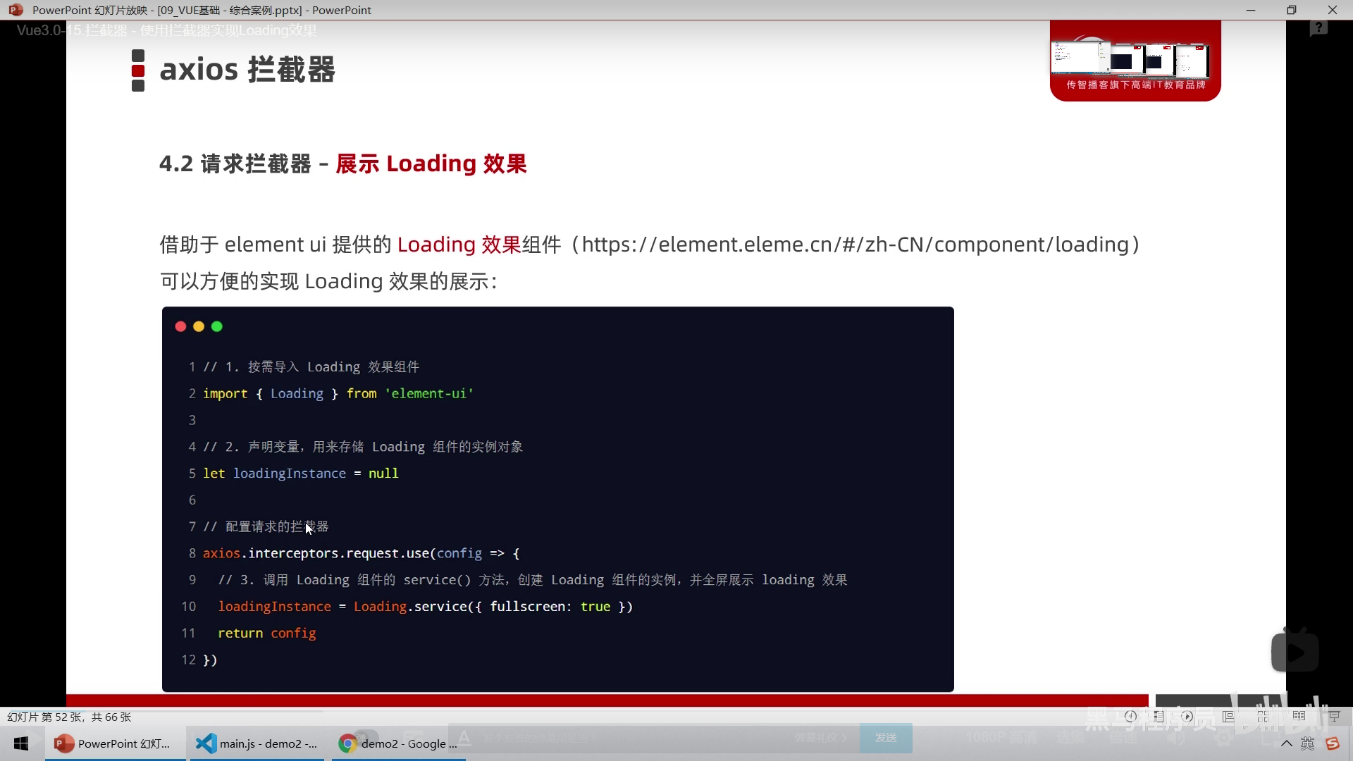 PowerPoint 幻灯片放映 - [09_VUE基础 - 综合案例.pptx] - PowerPoint
Vue3.0-15.拦截器 - 使用拦截器实现Loading效果
axios 拦截器
传智播客旗下高端IT教育品牌
4.2 请求拦截器 – 展示 Loading 效果
借助于 element ui 提供的 Loading 效果组件（https://element.eleme.cn/#/zh-CN/component/loading）
可以方便的实现 Loading 效果的展示：
1 // 1. 按需导入 Loading 效果组件
2 import { Loading } from 'element-ui'
3
4 // 2. 声明变量，用来存储 Loading 组件的实例对象
5 let loadingInstance = null
6
7 // 配置请求的拦截器
8 axios.interceptors.request.use(config => {
9 // 3. 调用 Loading 组件的 service() 方法，创建 Loading 组件的实例，并全屏展示 loading 效果
10 loadingInstance = Loading.service({ fullscreen: true })
11 return config
12 })
幻灯片 第 52 张，共 66 张
黑马程序员
PowerPoint 幻灯...
main.js - demo2 -...
demo2 - Google ...
发送
1080P 高清
英